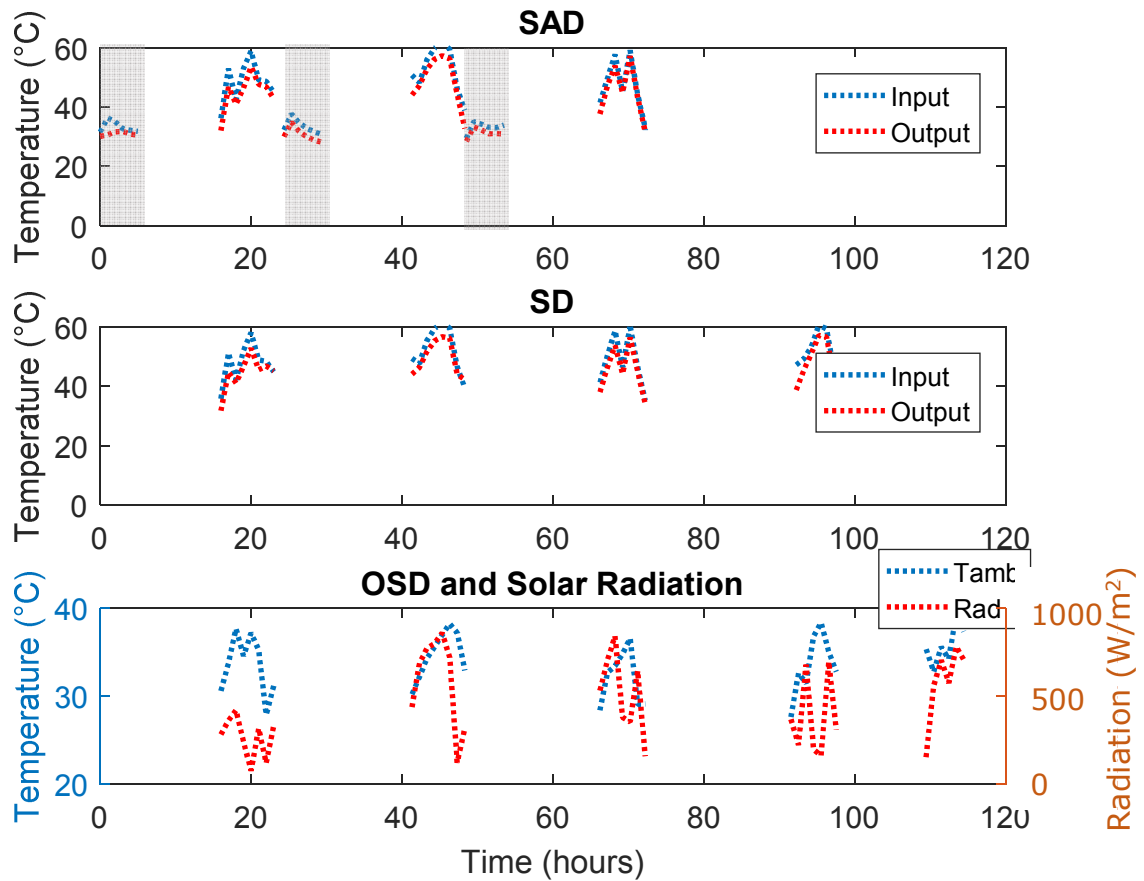 SAD
Temperature (°C)
60
40
20
0
0 20 40 60 80 100 120
Input
Output
SD
Temperature (°C)
60
40
20
0
0 20 40 60 80 100 120
Input
Output
OSD and Solar Radiation
Temperature (°C)
40
30
20
Tamb
Rad
1000
500
0
Radiation (W/m²)
0 20 40 60 80 100 120
Time (hours)